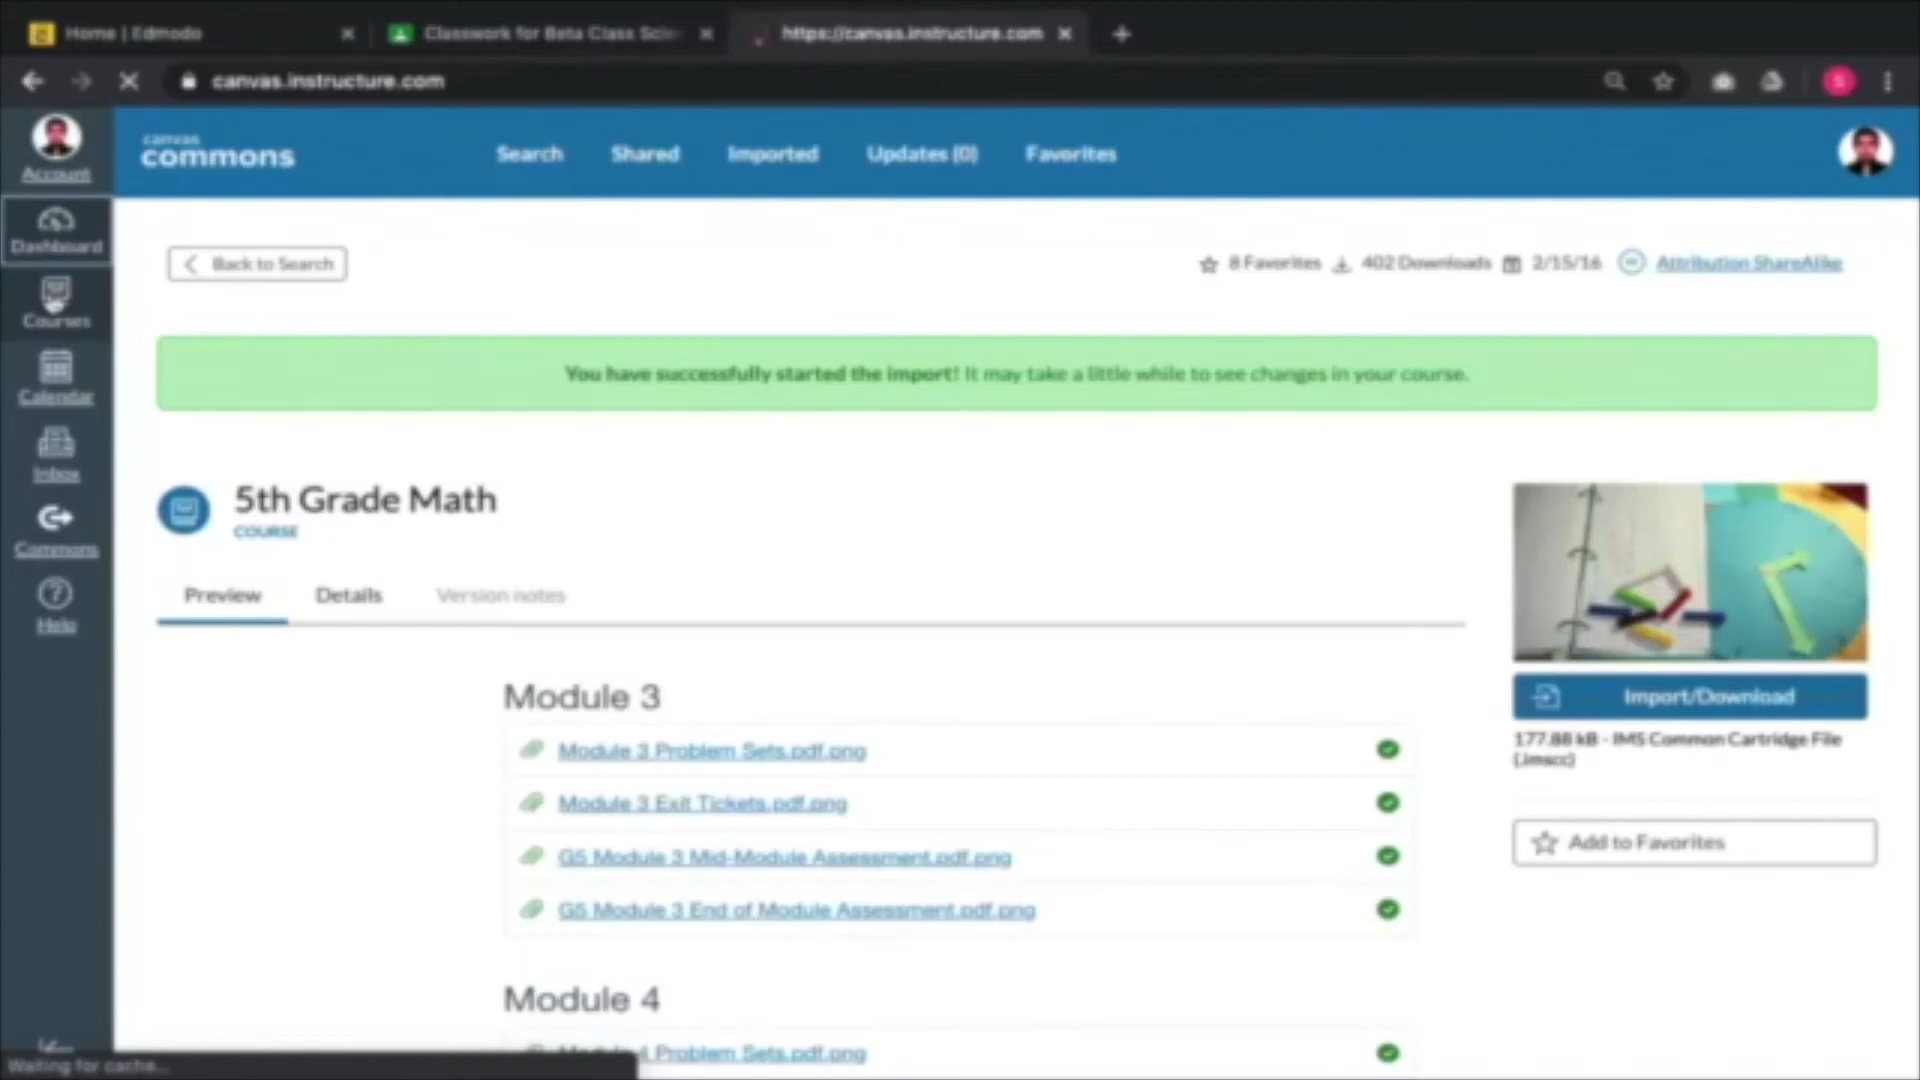 Home | Edmodo
Classwork for Beta Class Scie
https://canvas.instructure.com
canvas.instructure.com
S
Account
Dashboard
Courses
Calendar
Inbox
Commons
Help
canvas
commons
Search
Shared
Imported
Updates (0)
Favorites
Back to Search
8 Favorites
402 Downloads
2/15/16
Attribution ShareAlike
You have successfully started the import! It may take a little while to see changes in your course.
5th Grade Math
COURSE
Preview
Details
Version notes
Module 3
Module 3 Problem Sets.pdf.png
Module 3 Exit Tickets.pdf.png
G5 Module 3 Mid-Module Assessment.pdf.png
G5 Module 3 End of Module Assessment.pdf.png
Module 4
Module 4 Problem Sets.pdf.png
Import/Download
177.88 kB - IMS Common Cartridge File
(.imscc)
Add to Favorites
Waiting for cache...